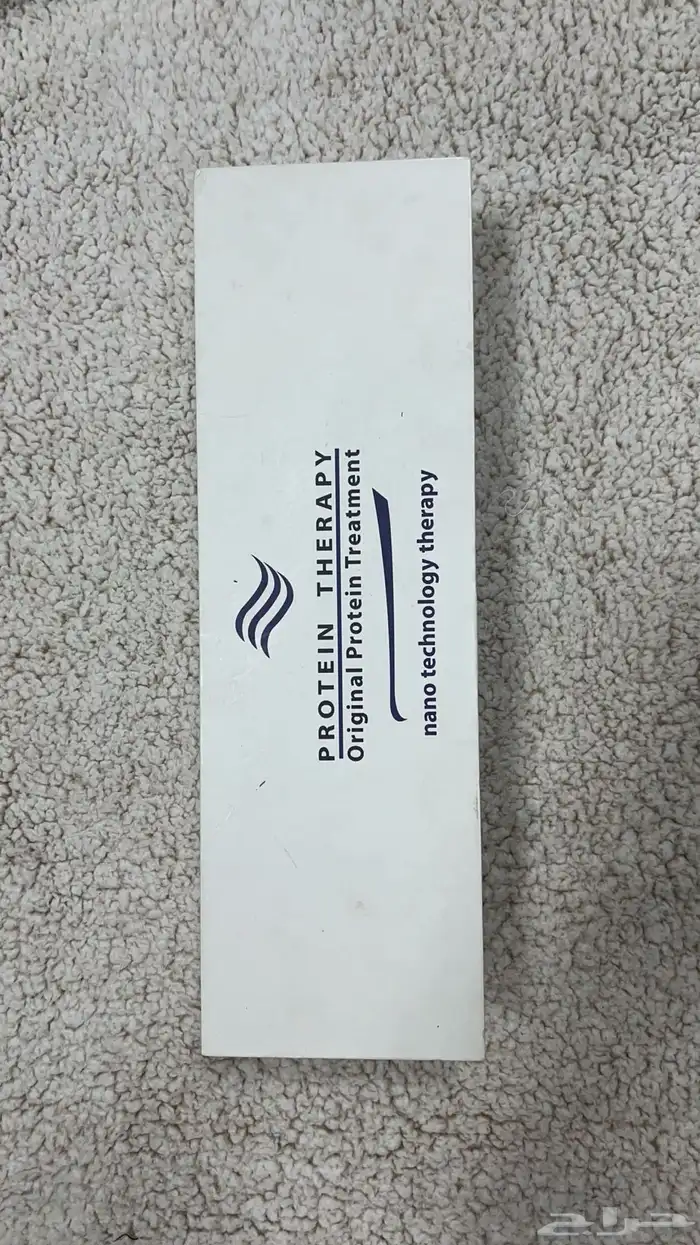 PROTEIN THERAPY
Original Protein Treatment
nano technology therapy
حراج